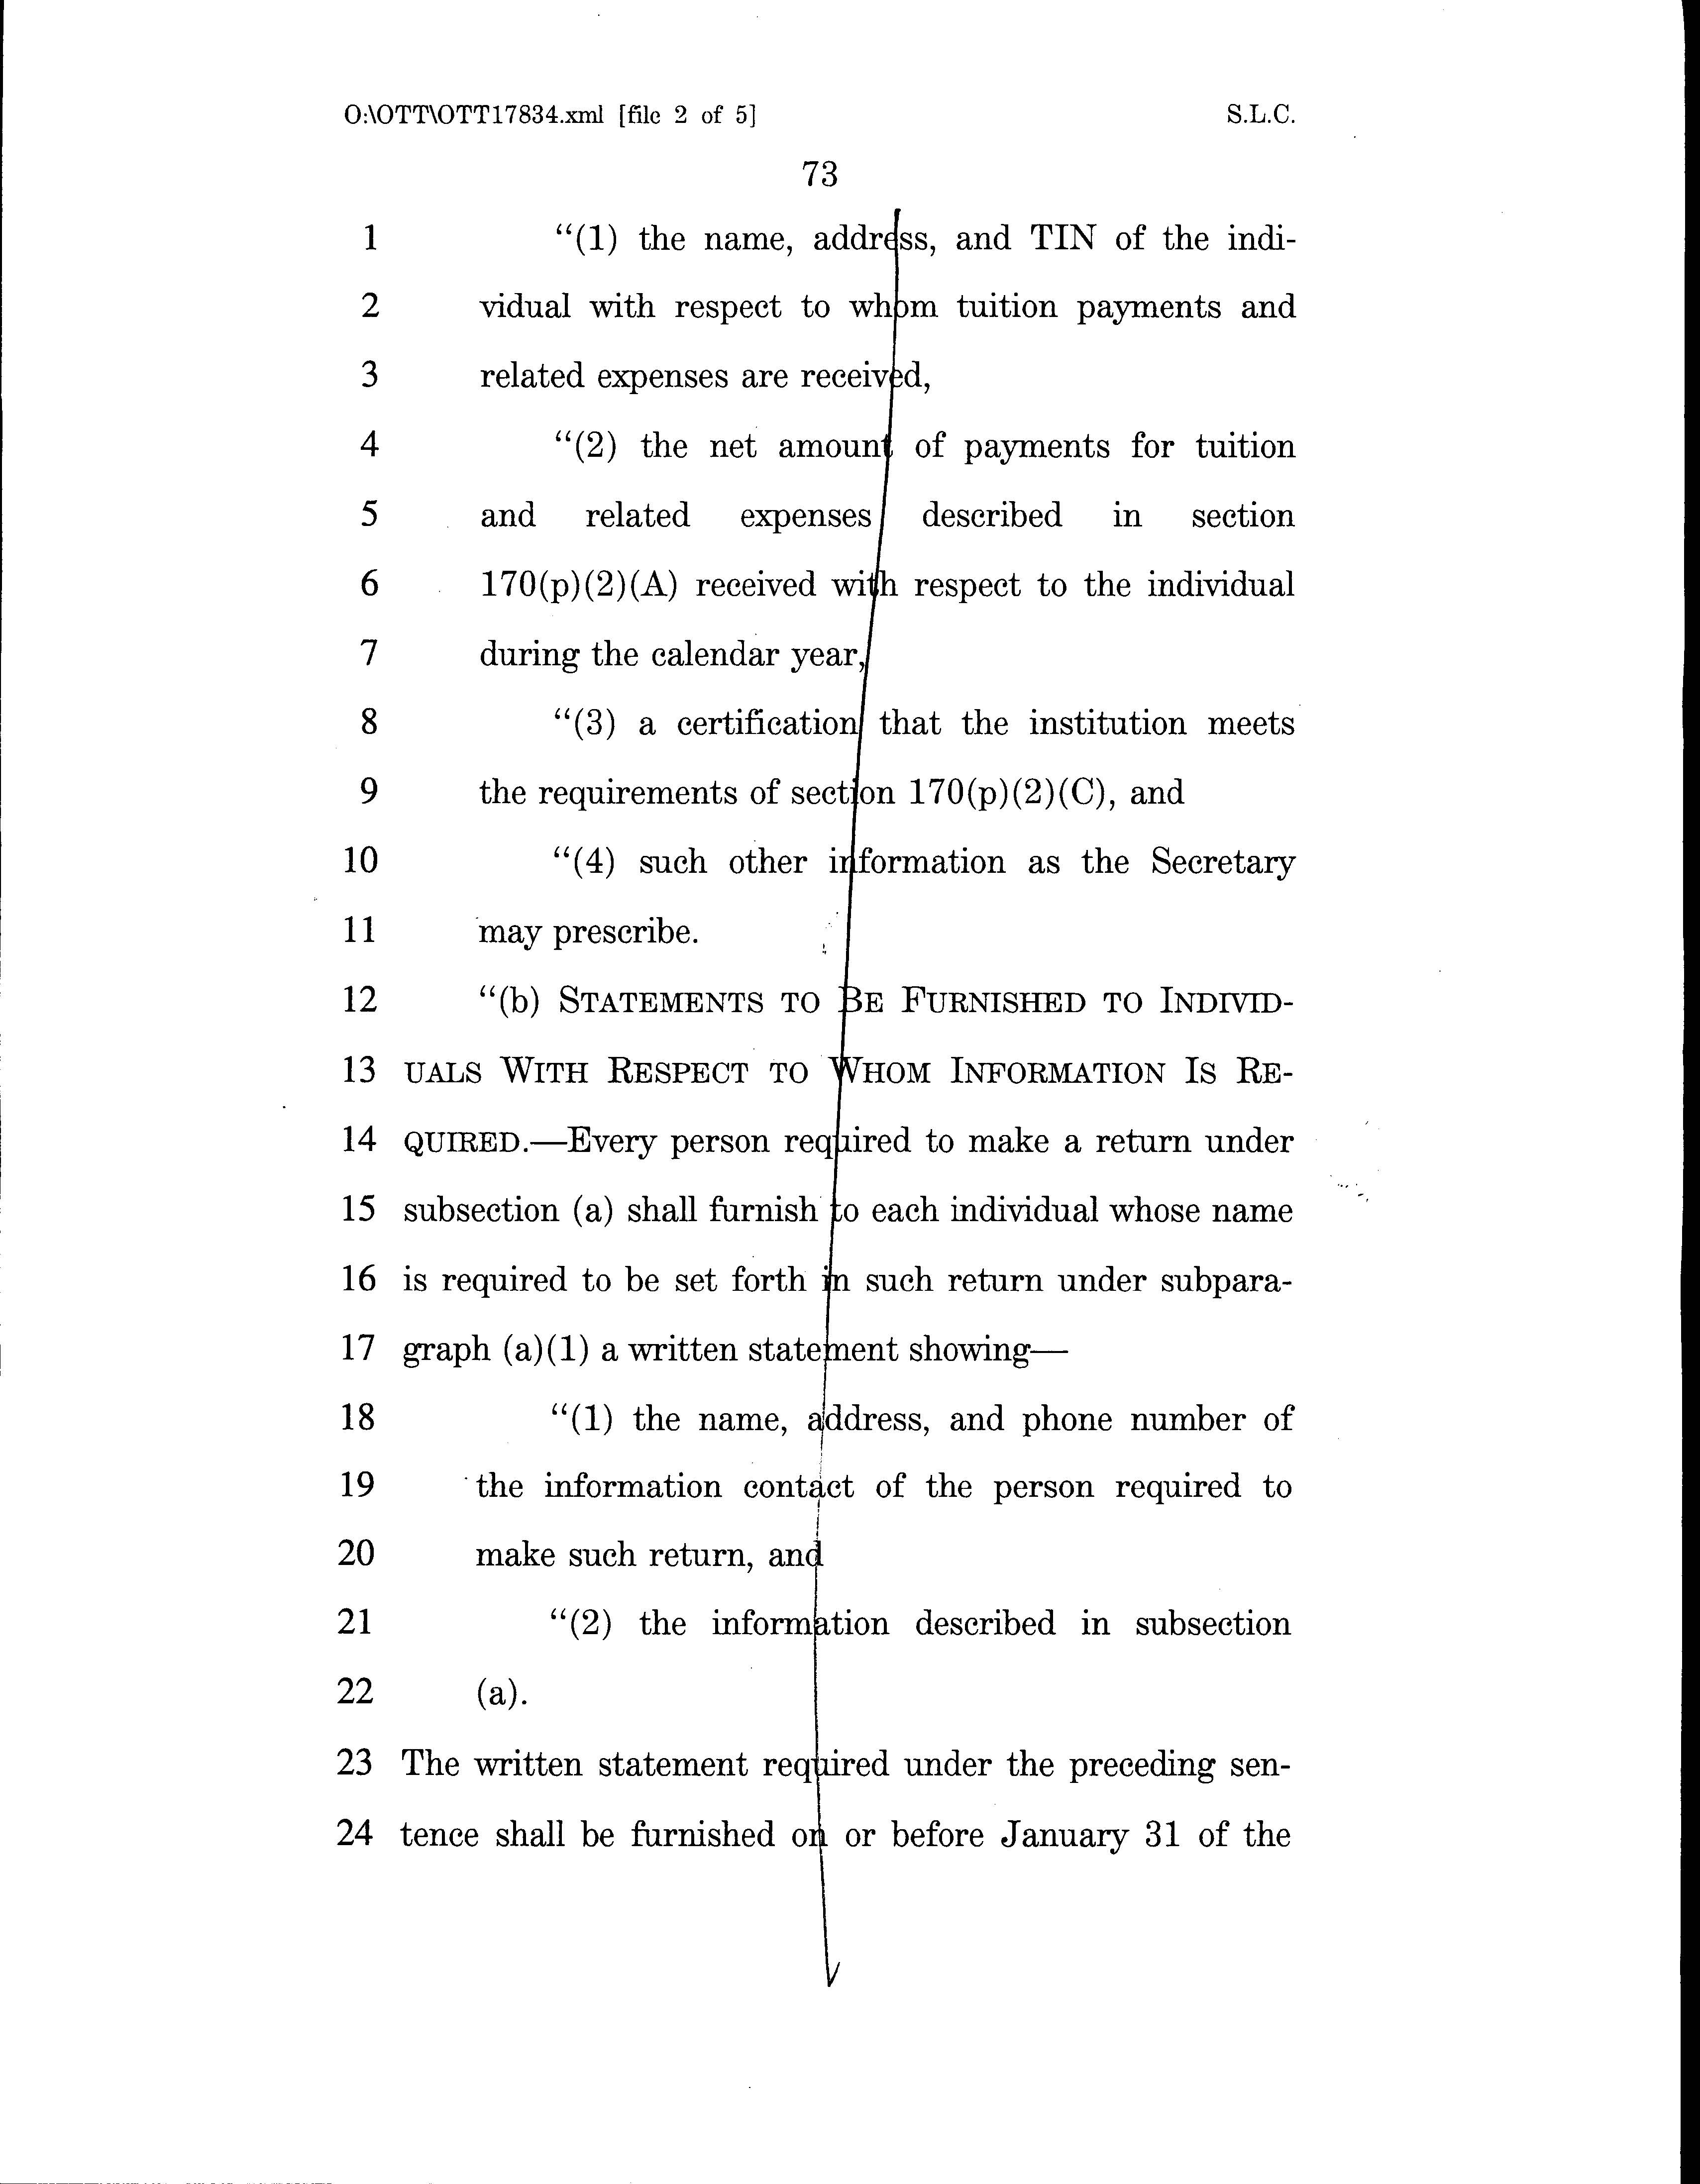 O:\OTT\OTT17834.xml [file 2 of 5] S.L.C.
73
1 “(1) the name, address, and TIN of the indi-
2 vidual with respect to whom tuition payments and
3 related expenses are received,
4 “(2) the net amount of payments for tuition
5 and related expenses described in section
6 170(p)(2)(A) received with respect to the individual
7 during the calendar year,
8 “(3) a certification that the institution meets
9 the requirements of section 170(p)(2)(C), and
10 “(4) such other information as the Secretary
11 may prescribe.
12 “(b) STATEMENTS TO BE FURNISHED TO INDIVID-
13 UALS WITH RESPECT TO WHOM INFORMATION IS RE-
14 QUIRED.—Every person required to make a return under
15 subsection (a) shall furnish to each individual whose name
16 is required to be set forth in such return under subpara-
17 graph (a)(1) a written statement showing—
18 “(1) the name, address, and phone number of
19 the information contact of the person required to
20 make such return, and
21 “(2) the information described in subsection
22 (a).
23 The written statement required under the preceding sen-
24 tence shall be furnished on or before January 31 of the